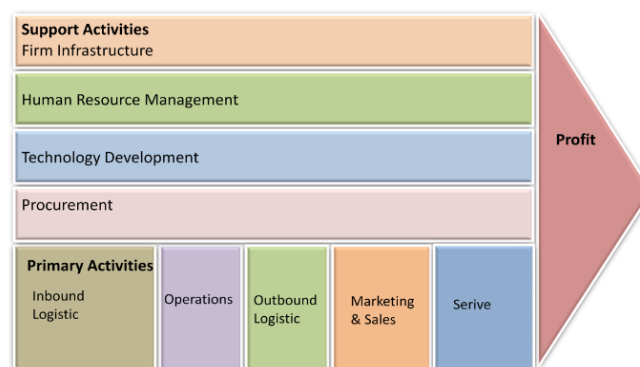 Support Activities
Firm Infrastructure
Human Resource Management
Technology Development
Procurement
Profit
Primary Activities
Inbound
Logistic
Operations
Outbound
Logistic
Marketing
& Sales
Serive